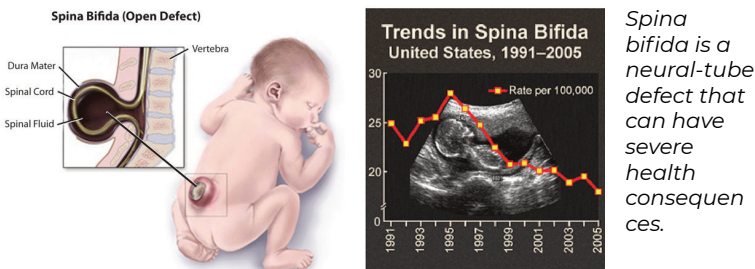 Spina Bifida (Open Defect)
Vertebra
Dura Mater
Spinal Cord
Spinal Fluid
Trends in Spina Bifida
United States, 1991–2005
30
Rate per 100,000
25
20
0
1991
1993
1995
1997
1999
2001
2003
2005
Spina
bifida is a
neural-tube
defect that
can have
severe
health
consequen
ces.